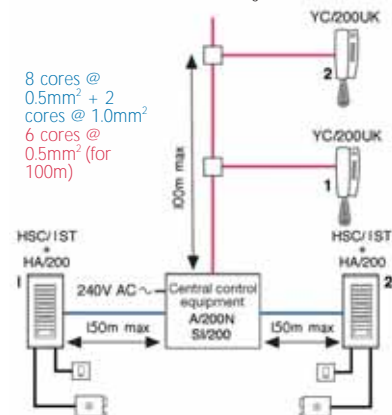 YC/200UK
2
8 cores @
0.5mm² + 2
cores @ 1.0mm²
6 cores @
0.5mm² (for
100m)
100m max
YC/200UK
1
HSC/1ST
+
HA/200
1
240V AC ~
Central control
equipment
A/200N
SI/200
HSC/1ST
+
HA/200
2
150m max
150m max